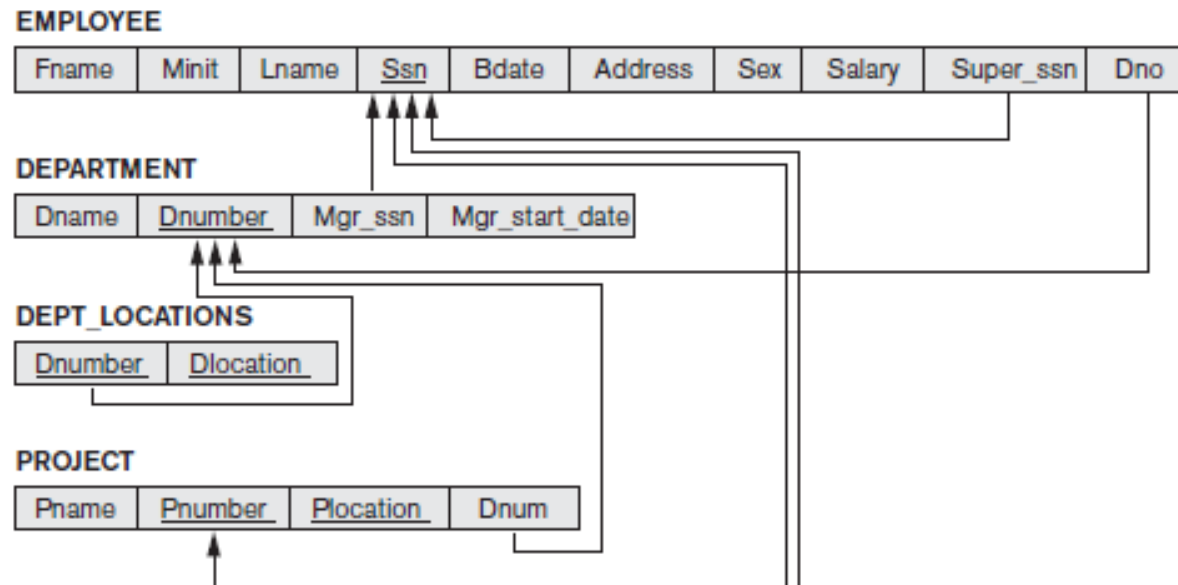 EMPLOYEE
Fname Minit Lname Ssn Bdate Address Sex Salary Super_ssn Dno
DEPARTMENT
Dname Dnumber Mgr_ssn Mgr_start_date
DEPT_LOCATIONS
Dnumber Dlocation
PROJECT
Pname Pnumber Plocation Dnum